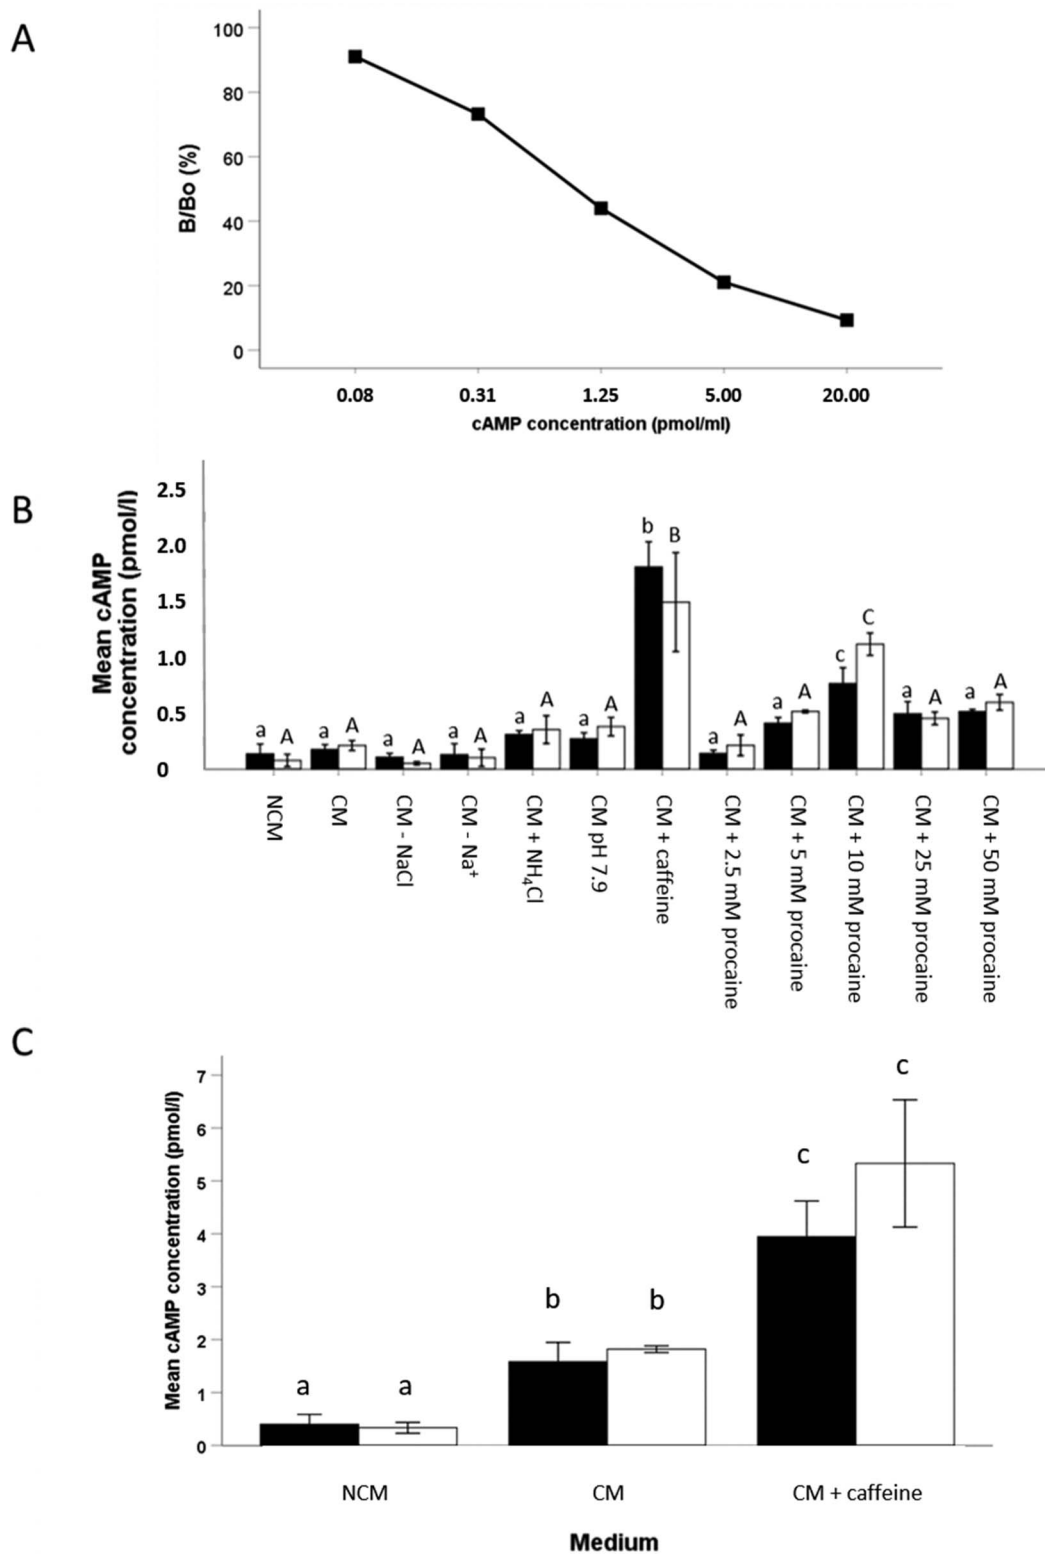 A
100
80
60
40
20
0
B/Bo (%)
0.08 0.31 1.25 5.00 20.00
cAMP concentration (pmol/ml)
B
2.5
2.0
1.5
1.0
0.5
0
Mean cAMP
concentration (pmol/l)
a A a A a A a A a A a A b B a A a A c C a A a A
NCM
CM
CM - NaCl
CM - Na⁺
CM + NH₄Cl
CM pH 7.9
CM + caffeine
CM + 2.5 mM procaine
CM + 5 mM procaine
CM + 10 mM procaine
CM + 25 mM procaine
CM + 50 mM procaine
C
7
6
5
4
3
2
1
0
Mean cAMP concentration (pmol/l)
a a b b c c
NCM CM CM + caffeine
Medium